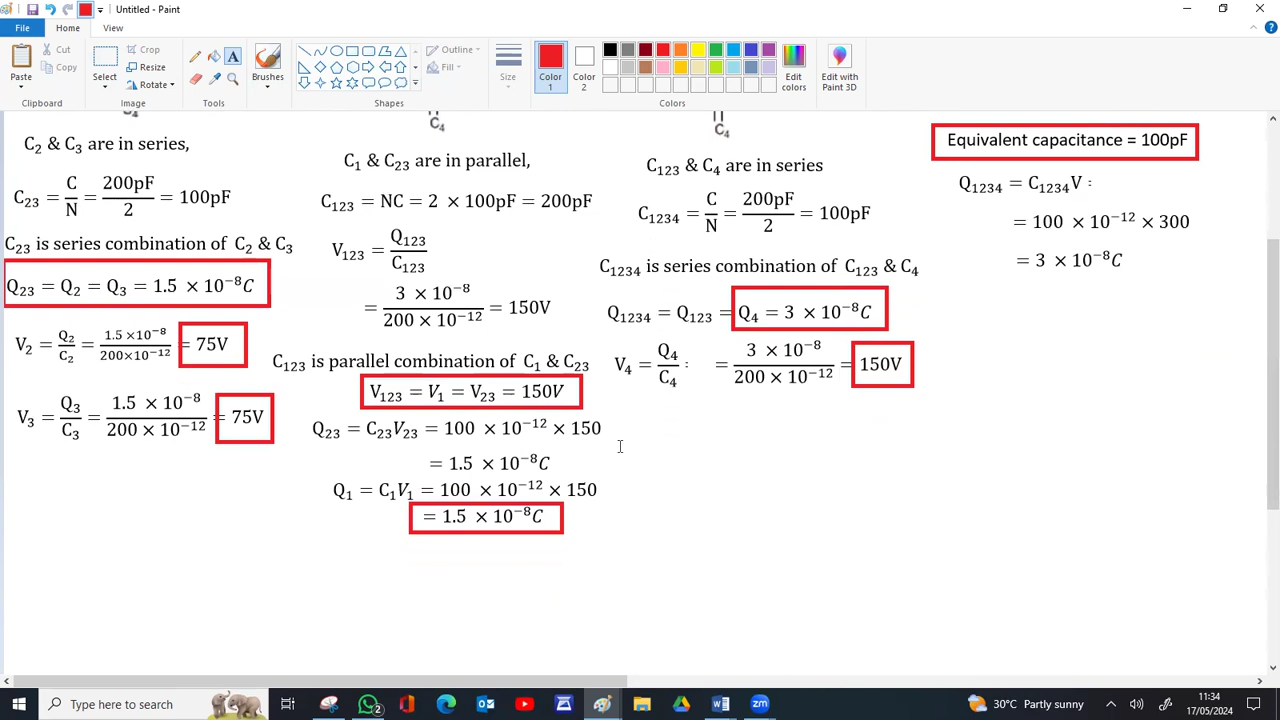 Untitled - Paint
File Home View
Paste
Cut
Copy
Clipboard
Select
Crop
Resize
Rotate
Image
Tools
Brushes
Shapes
Outline
Fill
Size
Color 1
Color 2
Colors
Edit colors
Edit with Paint 3D
C₂ & C₃ are in series,
C₂₃ = C/N = 200pF/2 = 100pF
C₂₃ is series combination of C₂ & C₃
Q₂₃ = Q₂ = Q₃ = 1.5 × 10⁻⁸C
V₂ = Q₂/C₂ = 1.5 ×10⁻⁸/200×10⁻¹² = 75V
V₃ = Q₃/C₃ = 1.5 × 10⁻⁸/200 × 10⁻¹² = 75V
C₄
C₁ & C₂₃ are in parallel,
C₁₂₃ = NC = 2 × 100pF = 200pF
V₁₂₃ = Q₁₂₃/C₁₂₃
= 3 × 10⁻⁸/200 × 10⁻¹² = 150V
C₁₂₃ is parallel combination of C₁ & C₂₃
V₁₂₃ = V₁ = V₂₃ = 150V
Q₂₃ = C₂₃V₂₃ = 100 × 10⁻¹² × 150
= 1.5 × 10⁻⁸C
Q₁ = C₁V₁ = 100 × 10⁻¹² × 150
= 1.5 × 10⁻⁸C
C₄
C₁₂₃ & C₄ are in series
C₁₂₃₄ = C/N = 200pF/2 = 100pF
C₁₂₃₄ is series combination of C₁₂₃ & C₄
Q₁₂₃₄ = Q₁₂₃ = Q₄ = 3 × 10⁻⁸C
V₄ = Q₄/C₄ : = 3 × 10⁻⁸/200 × 10⁻¹² = 150V
Equivalent capacitance = 100pF
Q₁₂₃₄ = C₁₂₃₄V :
= 100 × 10⁻¹² × 300
= 3 × 10⁻⁸C
Type here to search
2
30°C Partly sunny
11:34
17/05/2024